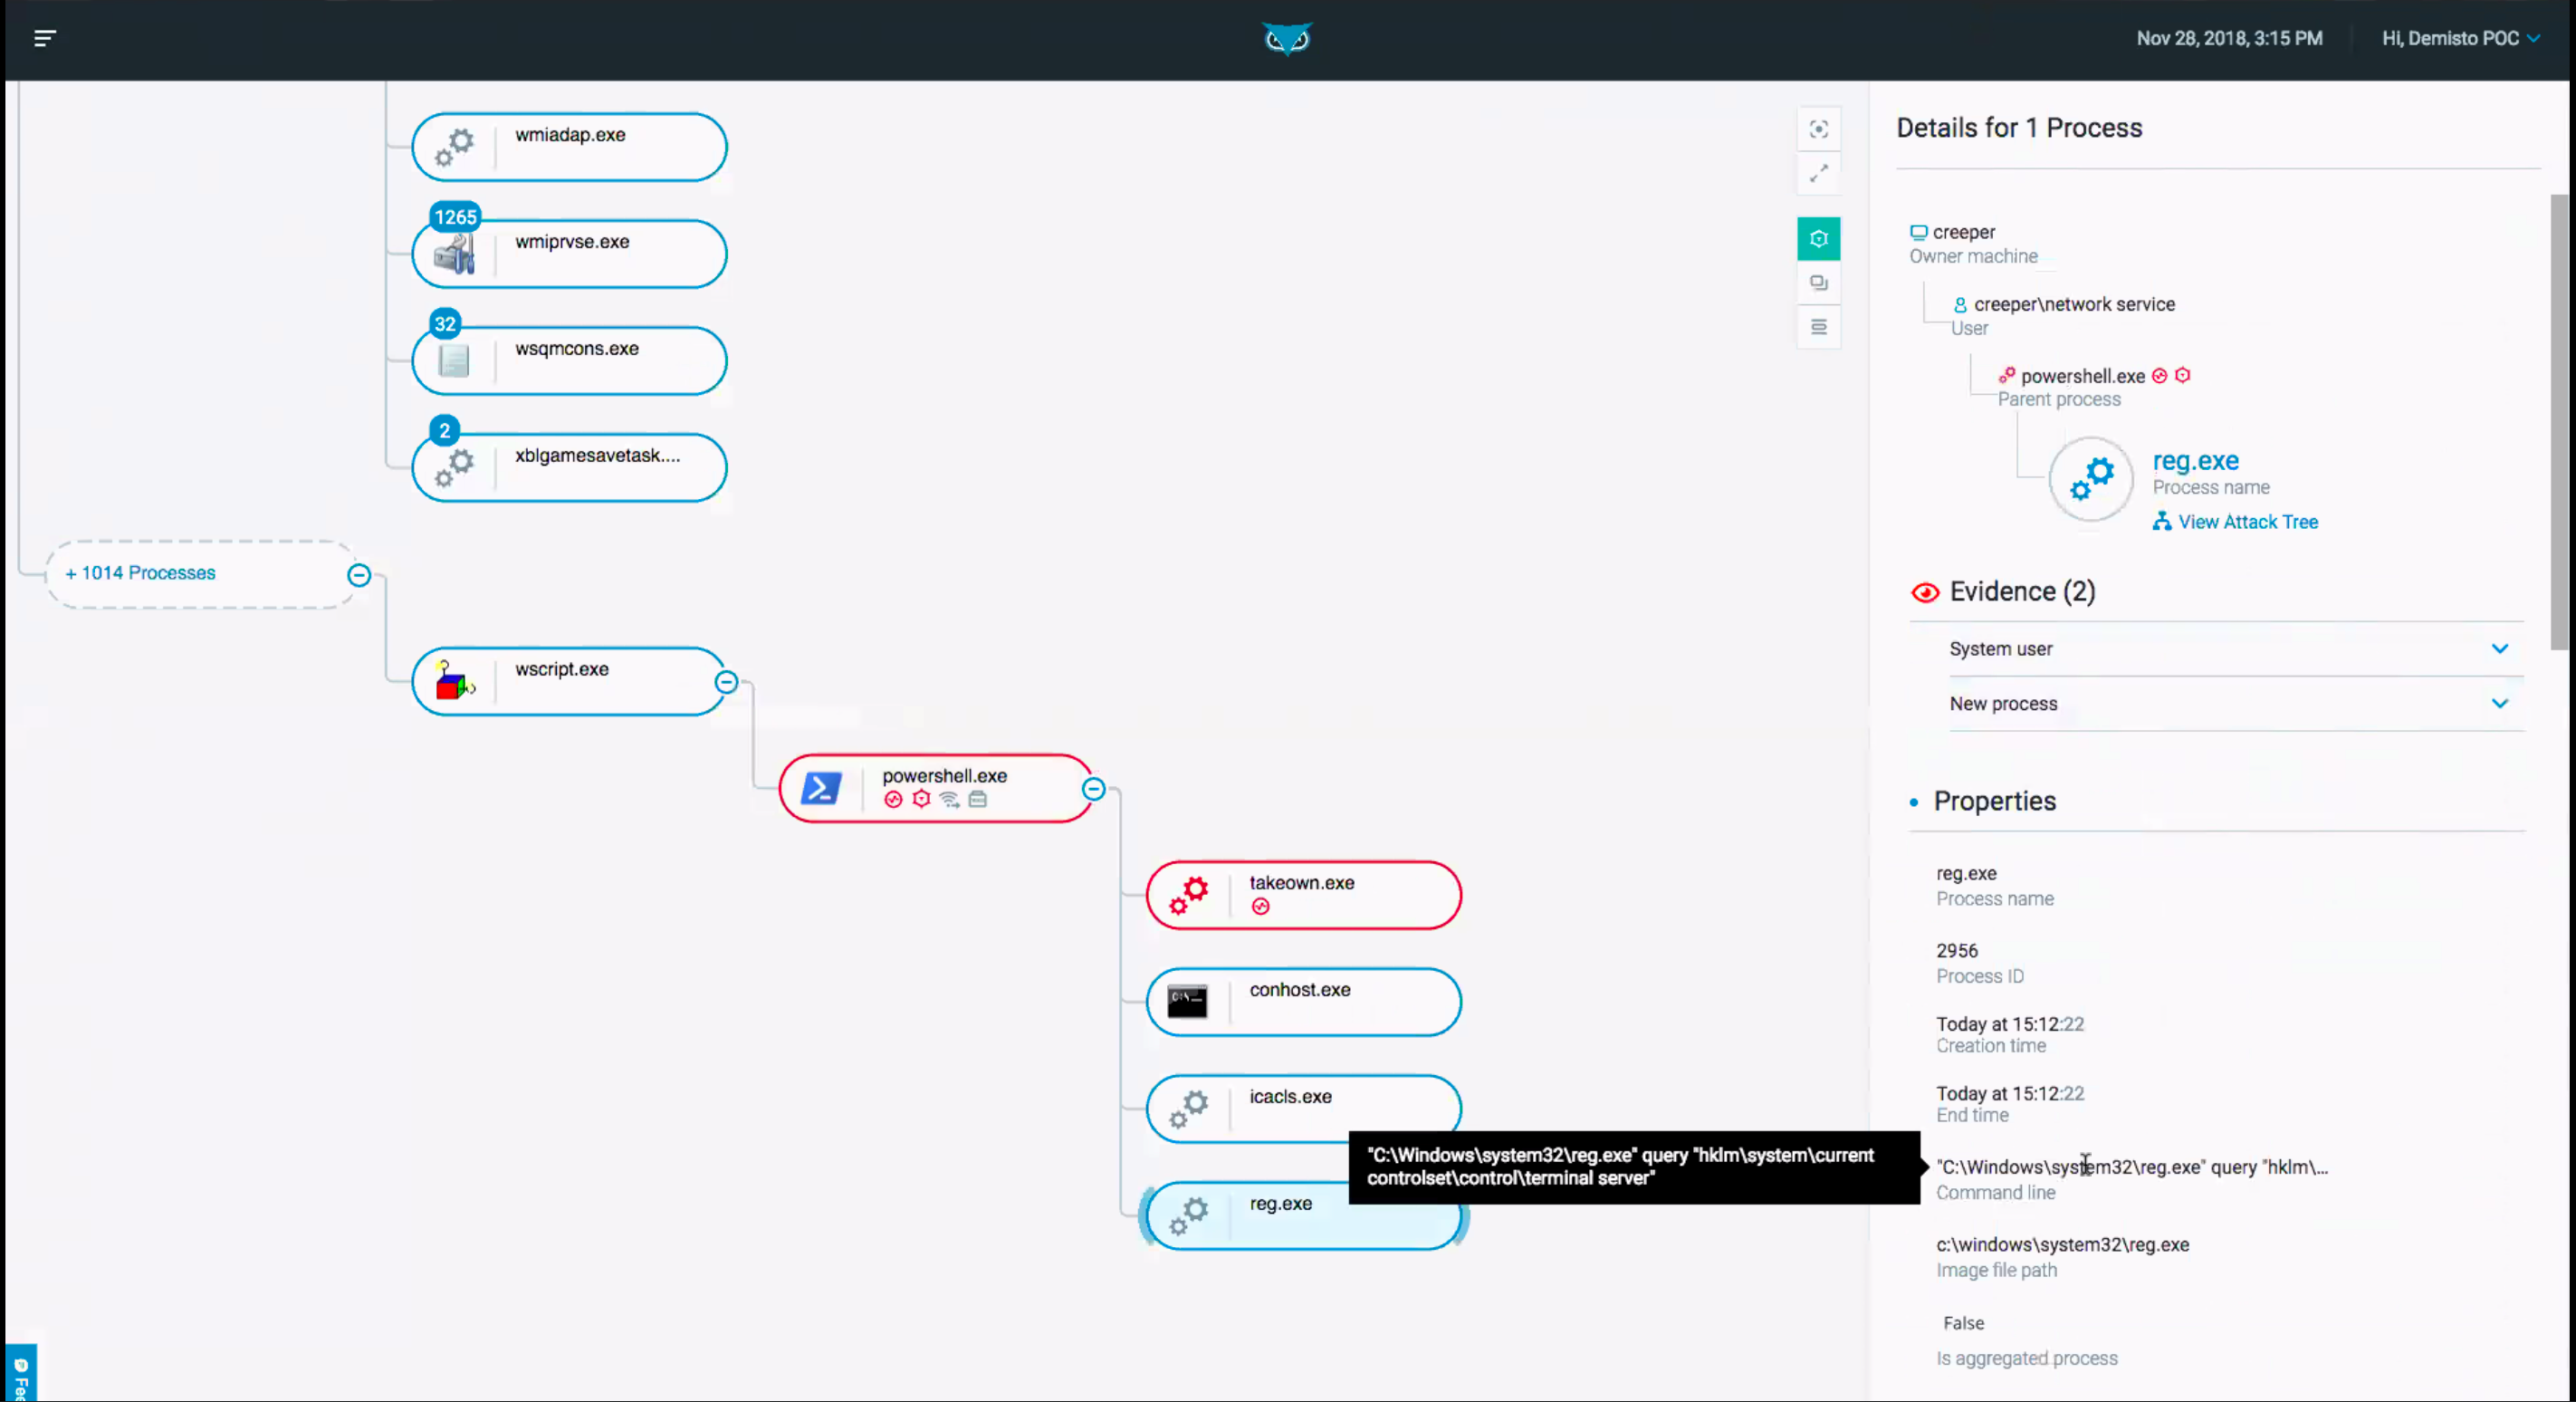 Nov 28, 2018, 3:15 PM
Hi, Demisto POC
wmiadap.exe
1265
wmiprvse.exe
32
wsqmcons.exe
2
xblgamesavetask....
+ 1014 Processes
wscript.exe
powershell.exe
takeown.exe
conhost.exe
icacls.exe
"C:\Windows\system32\reg.exe" query "hklm\system\current
controlset\control\terminal server"
reg.exe
Details for 1 Process
creeper
Owner machine
creeper\network service
User
powershell.exe
Parent process
reg.exe
Process name
View Attack Tree
Evidence (2)
System user
New process
Properties
reg.exe
Process name
2956
Process ID
Today at 15:12:22
Creation time
Today at 15:12:22
End time
"C:\Windows\system32\reg.exe" query "hklm\...
Command line
c:\windows\system32\reg.exe
Image file path
False
Is aggregated process